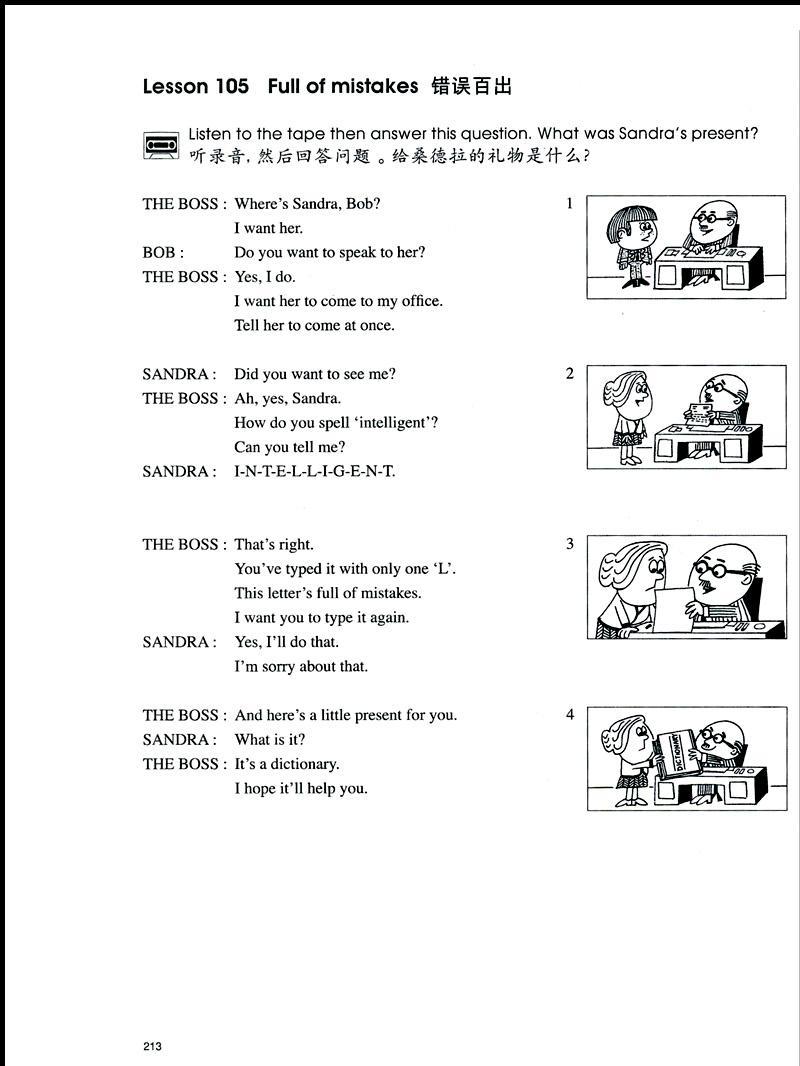 Lesson 105 Full of mistakes 错误百出
Listen to the tape then answer this question. What was Sandra's present?
听录音，然后回答问题。给桑德拉的礼物是什么？
THE BOSS : Where's Sandra, Bob?
I want her.
BOB : Do you want to speak to her?
THE BOSS : Yes, I do.
I want her to come to my office.
Tell her to come at once.
1
SANDRA : Did you want to see me?
THE BOSS : Ah, yes, Sandra.
How do you spell ‘intelligent’?
Can you tell me?
SANDRA : I-N-T-E-L-L-I-G-E-N-T.
2
THE BOSS : That's right.
You've typed it with only one ‘L’.
This letter's full of mistakes.
I want you to type it again.
SANDRA : Yes, I'll do that.
I'm sorry about that.
3
THE BOSS : And here's a little present for you.
SANDRA : What is it?
THE BOSS : It's a dictionary.
I hope it'll help you.
4
DICTIONARY
213